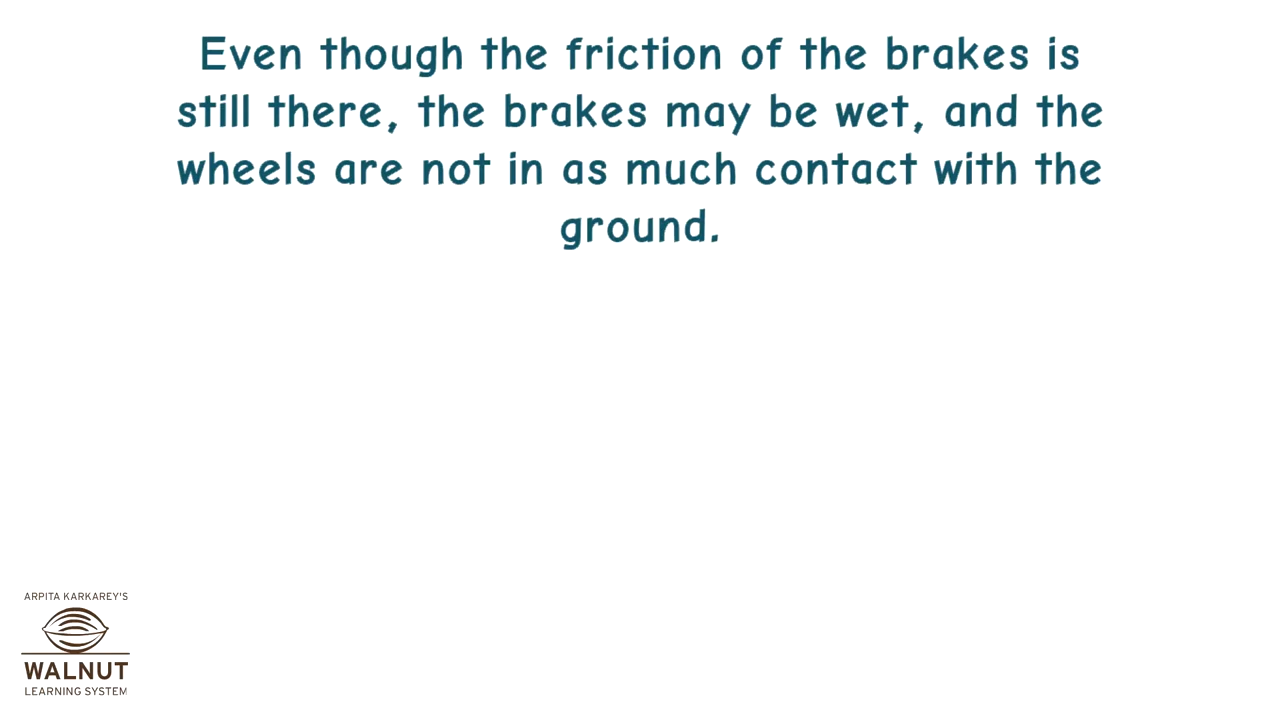 Even though the friction of the brakes is
still there, the brakes may be wet, and the
wheels are not in as much contact with the
ground.
ARPITA KARKAREY'S
WALNUT
LEARNING SYSTEM